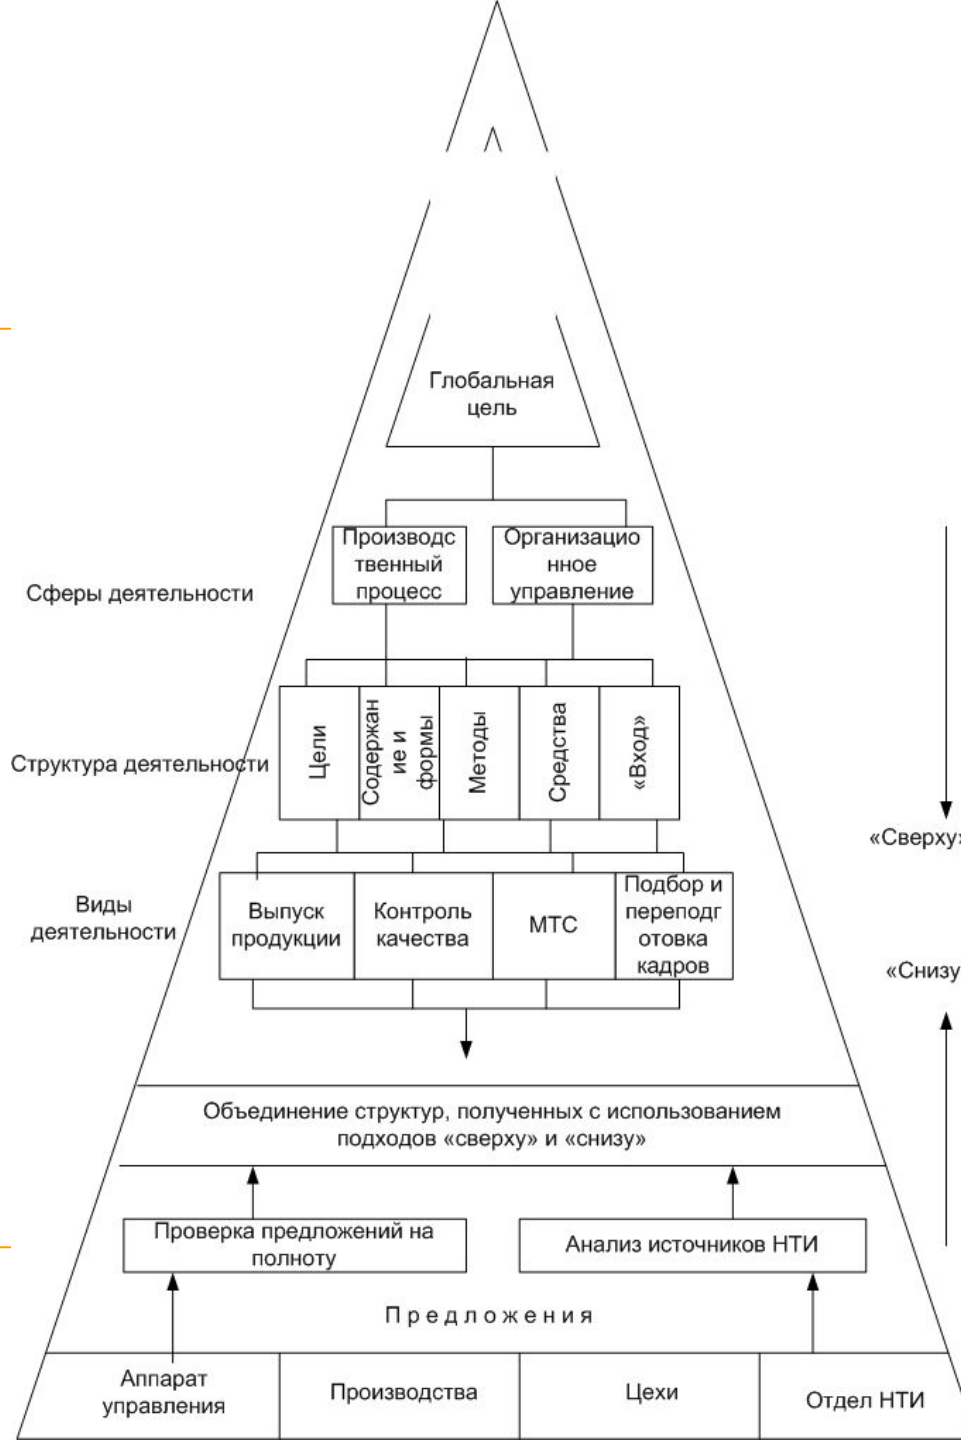 Глобальная
цель
Производс
твенный
процесс
Организацио
нное
управление
Сферы деятельности
Цели
Содержан
ие и
формы
Методы
Средства
«Вход»
Структура деятельности
«Сверху»
Виды
деятельности
Выпуск
продукции
Контроль
качества
МТС
Подбор и
переподг
отовка
кадров
«Снизу
Объединение структур, полученных с использованием
подходов «сверху» и «снизу»
Проверка предложений на
полноту
Анализ источников НТИ
П р е д л о ж е н и я
Аппарат
управления
Производства
Цехи
Отдел НТИ